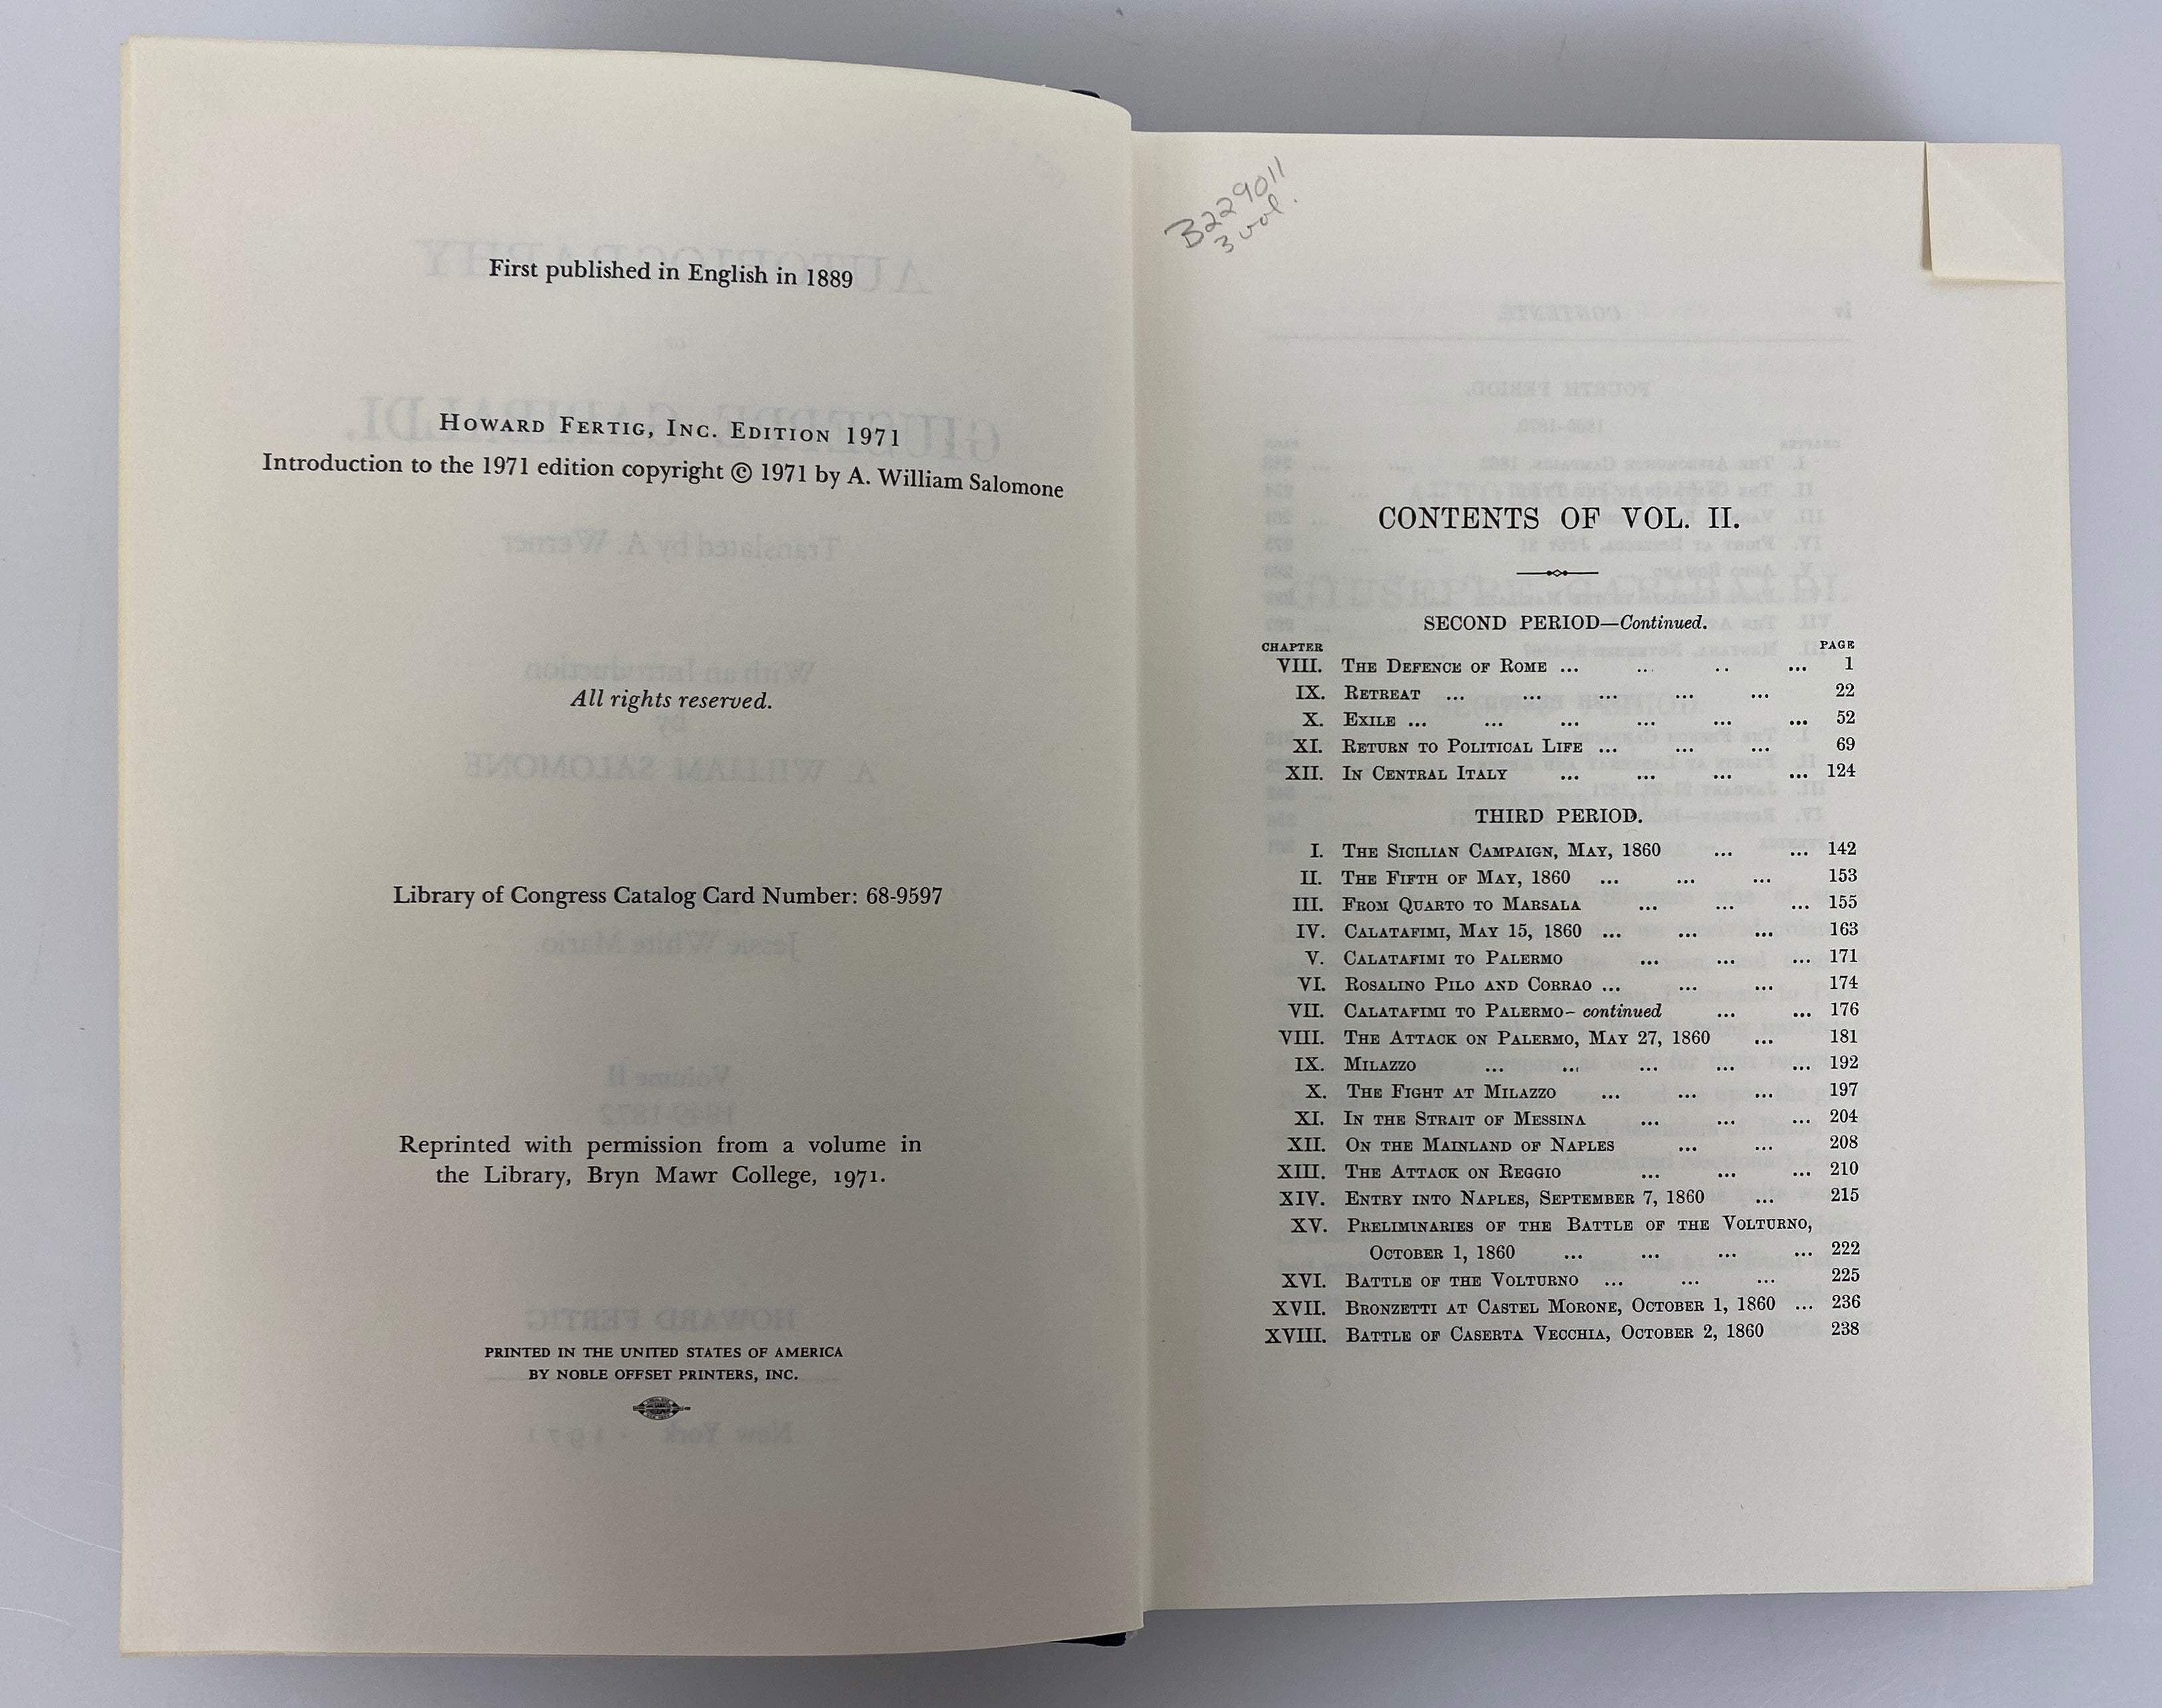 First published in English in 1889
Howard Fertig, Inc. Edition 1971
Introduction to the 1971 edition copyright © 1971 by A. William Salomone
All rights reserved.
Library of Congress Catalog Card Number: 68-9597
Reprinted with permission from a volume in
the Library, Bryn Mawr College, 1971.
PRINTED IN THE UNITED STATES OF AMERICA
BY NOBLE OFFSET PRINTERS, INC.
B229011
3 vol.
CONTENTS OF VOL. II.
SECOND PERIOD—Continued.
CHAPTER PAGE
VIII. The Defence of Rome ... .. .. ... 1
IX. Retreat ... ... ... ... ... 22
X. Exile ... ... ... ... ... ... 52
XI. Return to Political Life ... ... ... 69
XII. In Central Italy ... ... ... ... 124
THIRD PERIOD.
I. The Sicilian Campaign, May, 1860 ... ... 142
II. The Fifth of May, 1860 ... ... ... 153
III. From Quarto to Marsala ... ... ... 155
IV. Calatafimi, May 15, 1860 ... ... ... 163
V. Calatafimi to Palermo ... ... ... 171
VI. Rosalino Pilo and Corrao ... ... ... 174
VII. Calatafimi to Palermo– continued ... ... 176
VIII. The Attack on Palermo, May 27, 1860 ... 181
IX. Milazzo ... ... ... ... ... 192
X. The Fight at Milazzo ... ... ... 197
XI. In the Strait of Messina ... ... ... 204
XII. On the Mainland of Naples ... ... 208
XIII. The Attack on Reggio ... ... ... 210
XIV. Entry into Naples, September 7, 1860 ... 215
XV. Preliminaries of the Battle of the Volturno,
October 1, 1860 ... ... ... ... 222
XVI. Battle of the Volturno ... ... ... 225
XVII. Bronzetti at Castel Morone, October 1, 1860 ... 236
XVIII. Battle of Caserta Vecchia, October 2, 1860 238